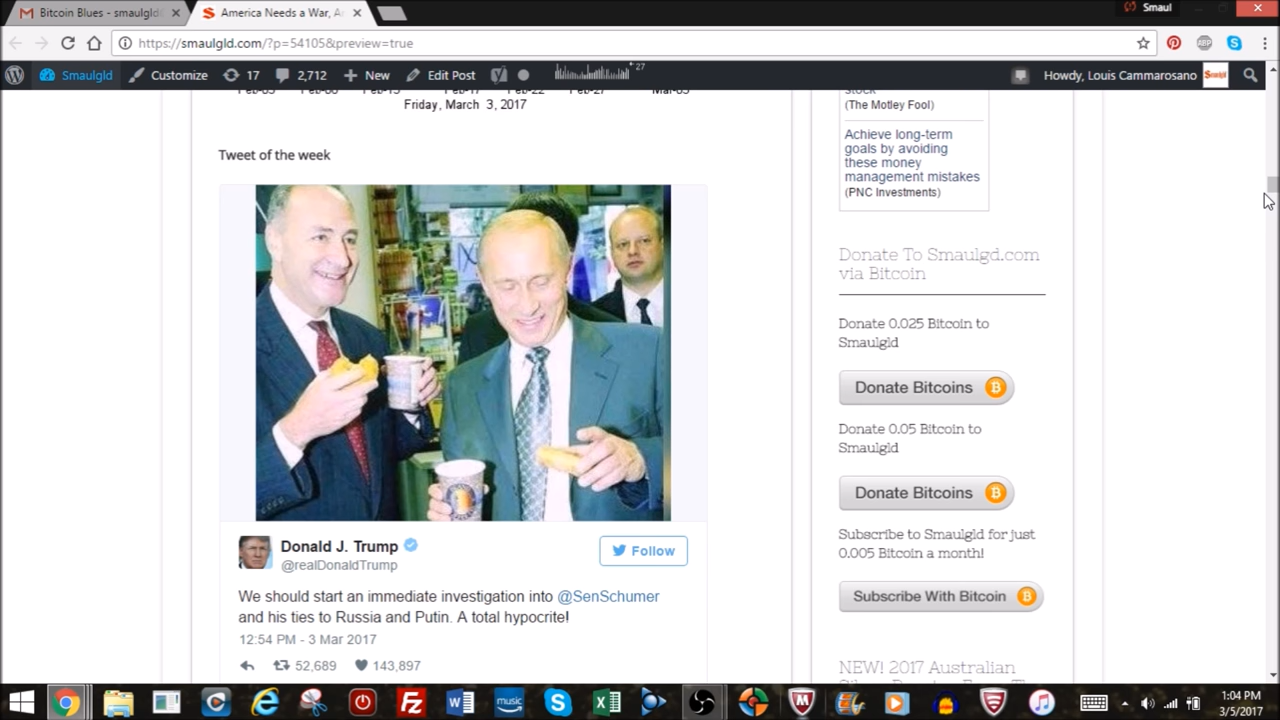 Bitcoin Blues - smaulgld
America Needs a War, A
Smaul
https://smaulgld.com/?p=54105&preview=true
Smaulgld Customize 17 2,712 New Edit Post 27 Howdy, Louis Cammarosano
Friday, March 3, 2017
Tweet of the week
Donald J. Trump
@realDonaldTrump
Follow
We should start an immediate investigation into @SenSchumer
and his ties to Russia and Putin. A total hypocrite!
12:54 PM - 3 Mar 2017
52,689 143,897
stock
(The Motley Fool)
Achieve long-term
goals by avoiding
these money
management mistakes
(PNC Investments)
Donate To Smaulgd.com
via Bitcoin
Donate 0.025 Bitcoin to
Smaulgld
Donate Bitcoins
Donate 0.05 Bitcoin to
Smaulgld
Donate Bitcoins
Subscribe to Smaulgld for just
0.005 Bitcoin a month!
Subscribe With Bitcoin
NEW! 2017 Australian
music
1:04 PM
3/5/2017